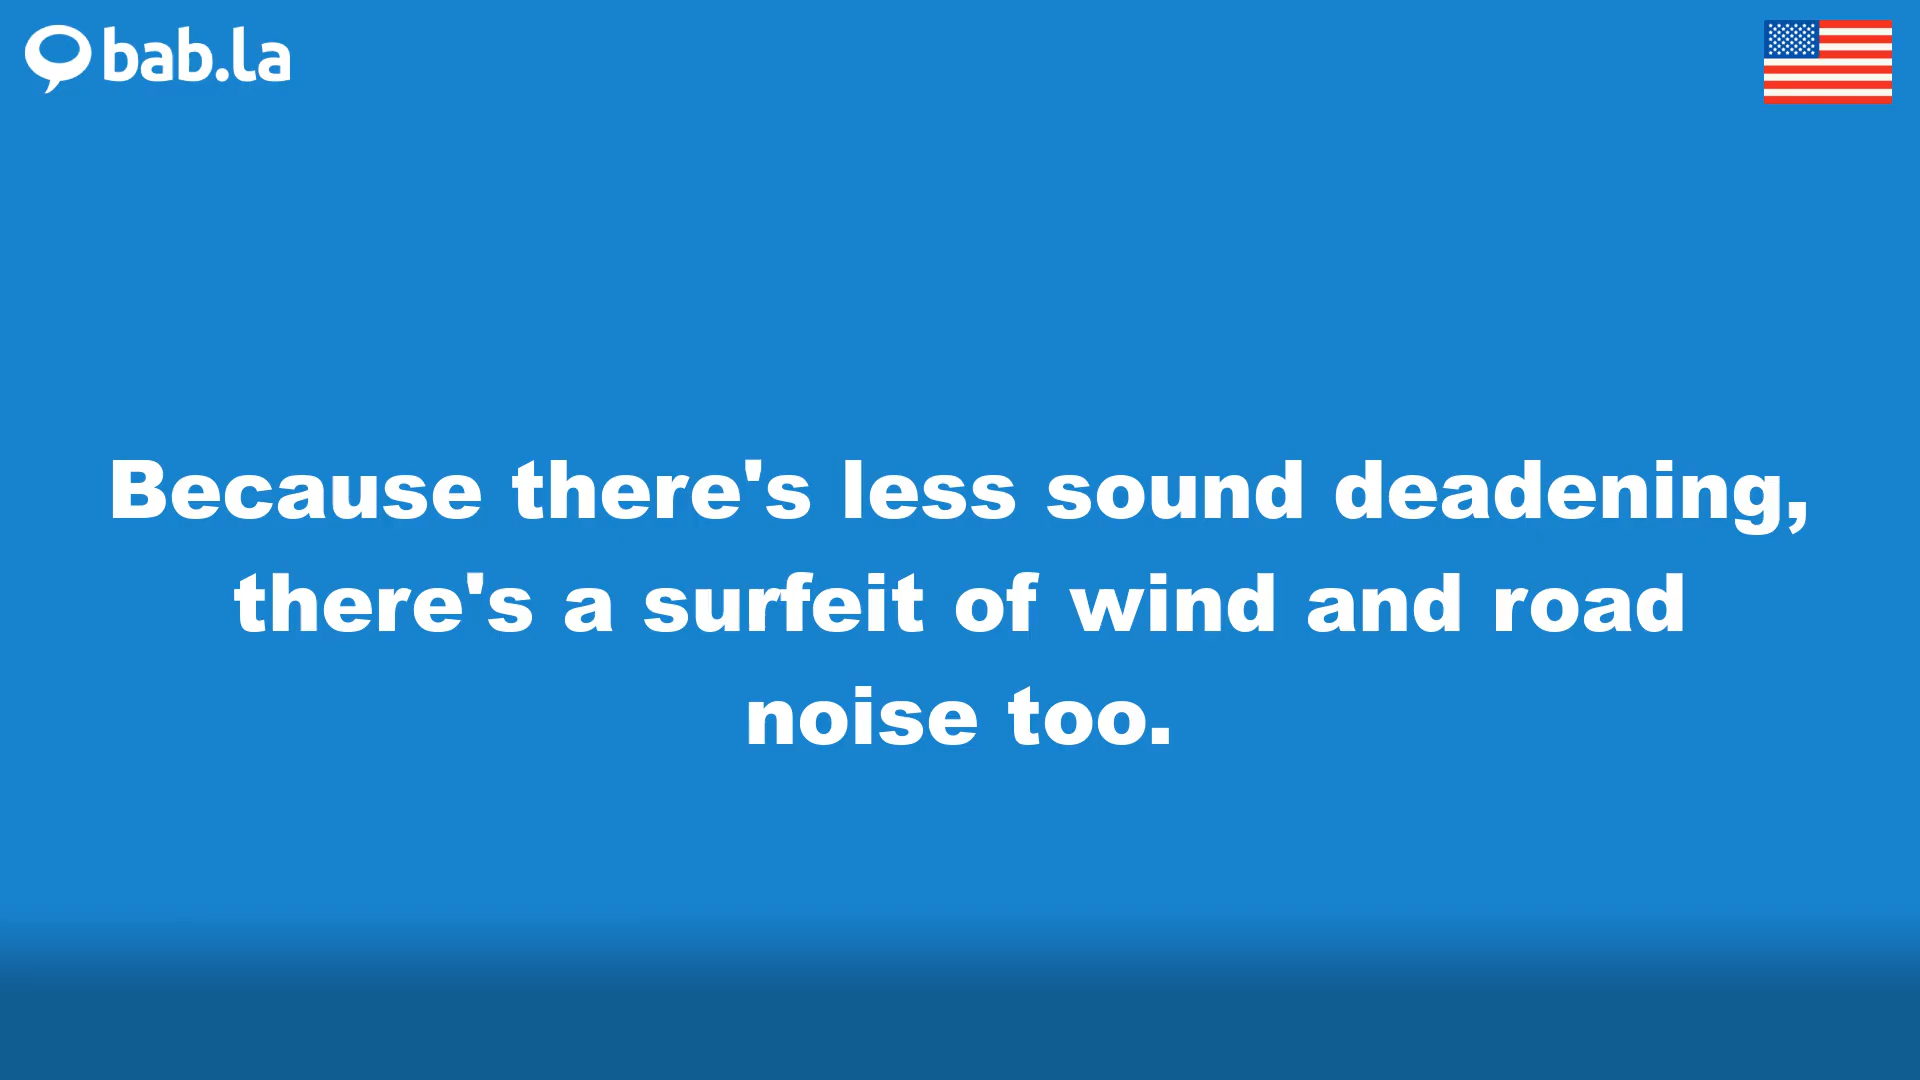 bab.la
Because there's less sound deadening,
there's a surfeit of wind and road
noise too.